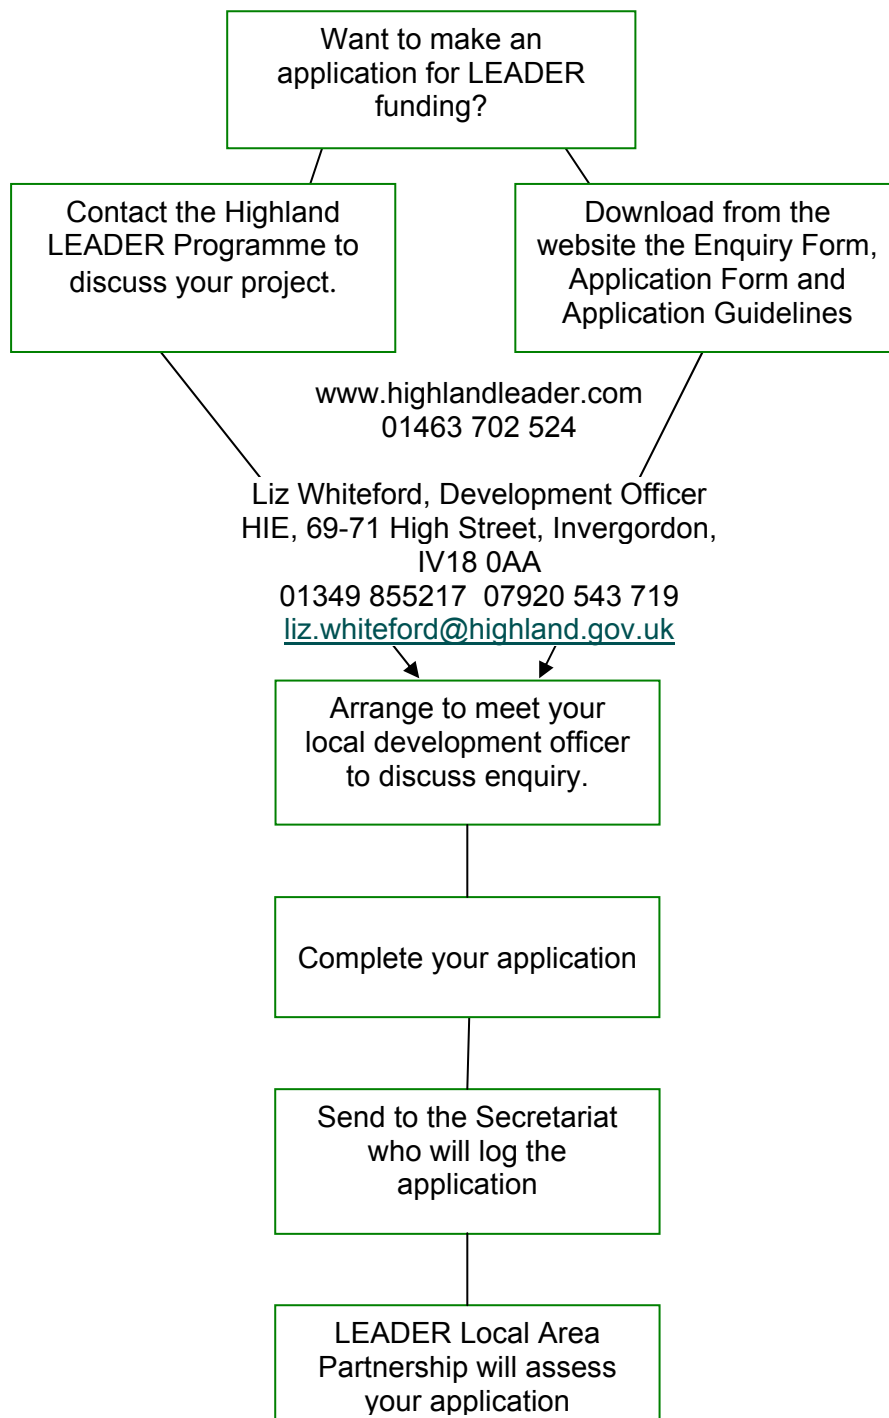 Want to make an
application for LEADER
funding?
Contact the Highland
LEADER Programme to
discuss your project.
Download from the
website the Enquiry Form,
Application Form and
Application Guidelines
www.highlandleader.com
01463 702 524
Liz Whiteford, Development Officer
HIE, 69-71 High Street, Invergordon,
IV18 0AA
01349 855217  07920 543 719
liz.whiteford@highland.gov.uk
Arrange to meet your
local development officer
to discuss enquiry.
Complete your application
Send to the Secretariat
who will log the
application
LEADER Local Area
Partnership will assess
your application